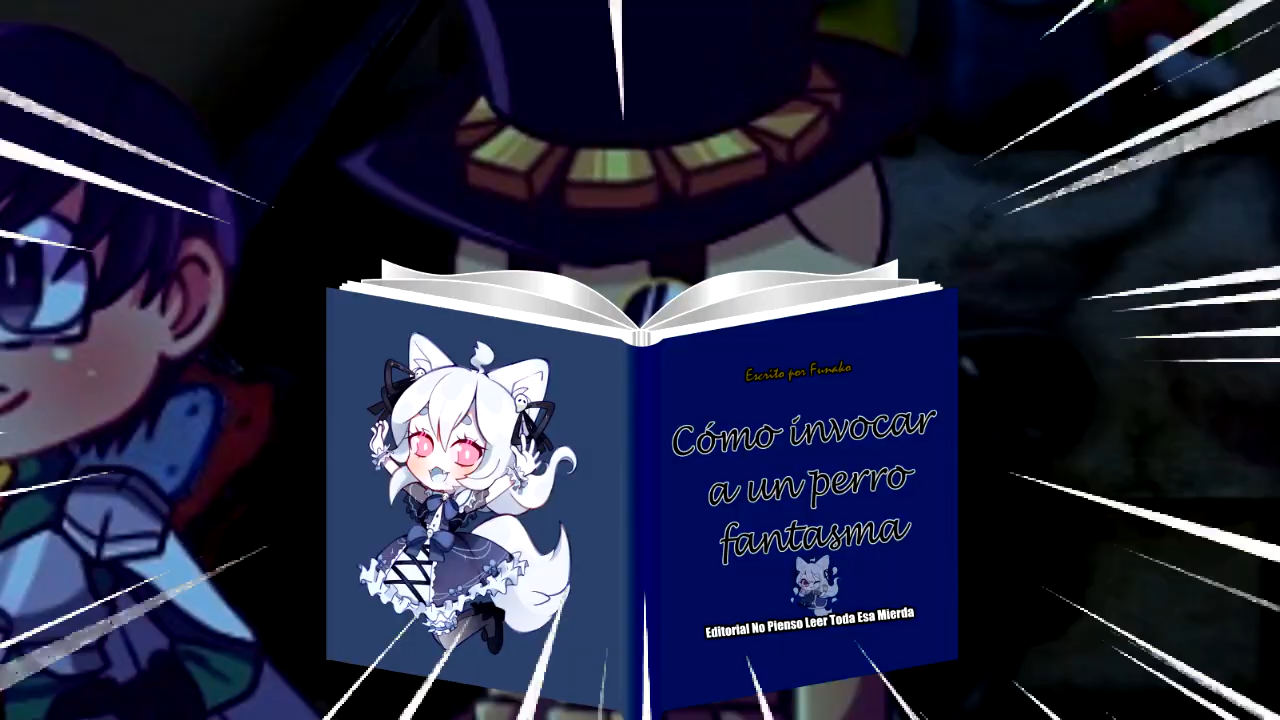 Escrito por Funako
Cómo invocar
a un perro
fantasma
Editorial No Pienso Leer Toda Esa Mierda